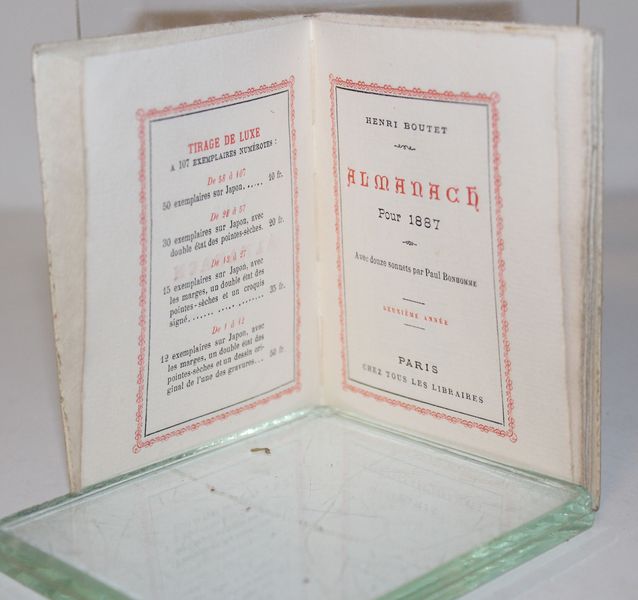 TIRAGE DE LUXE
A 107 EXEMPLAIRES NUMÉROTÉS :
De 58 à 107
50 exemplaires sur Japon...... 10 fr.
De 28 à 57
30 exemplaires sur Japon, avec
double état des pointes-sèches. 20 fr.
De 13 à 27
15 exemplaires sur Japon, avec
les marges, un double état des
pointes-sèches et un croquis
signé....... ... .. ........ 35 fr.
De 1 à 12
12 exemplaires sur Japon, avec
les marges, un double état des
pointes-sèches et un dessin ori-
ginal de l'une des gravures... 50 fr.
HENRI BOUTET
ALMANACH
Pour 1887
Avec douze sonnets par Paul BONHOMME
DEUXIÈME ANNÉE
PARIS
CHEZ TOUS LES LIBRAIRES